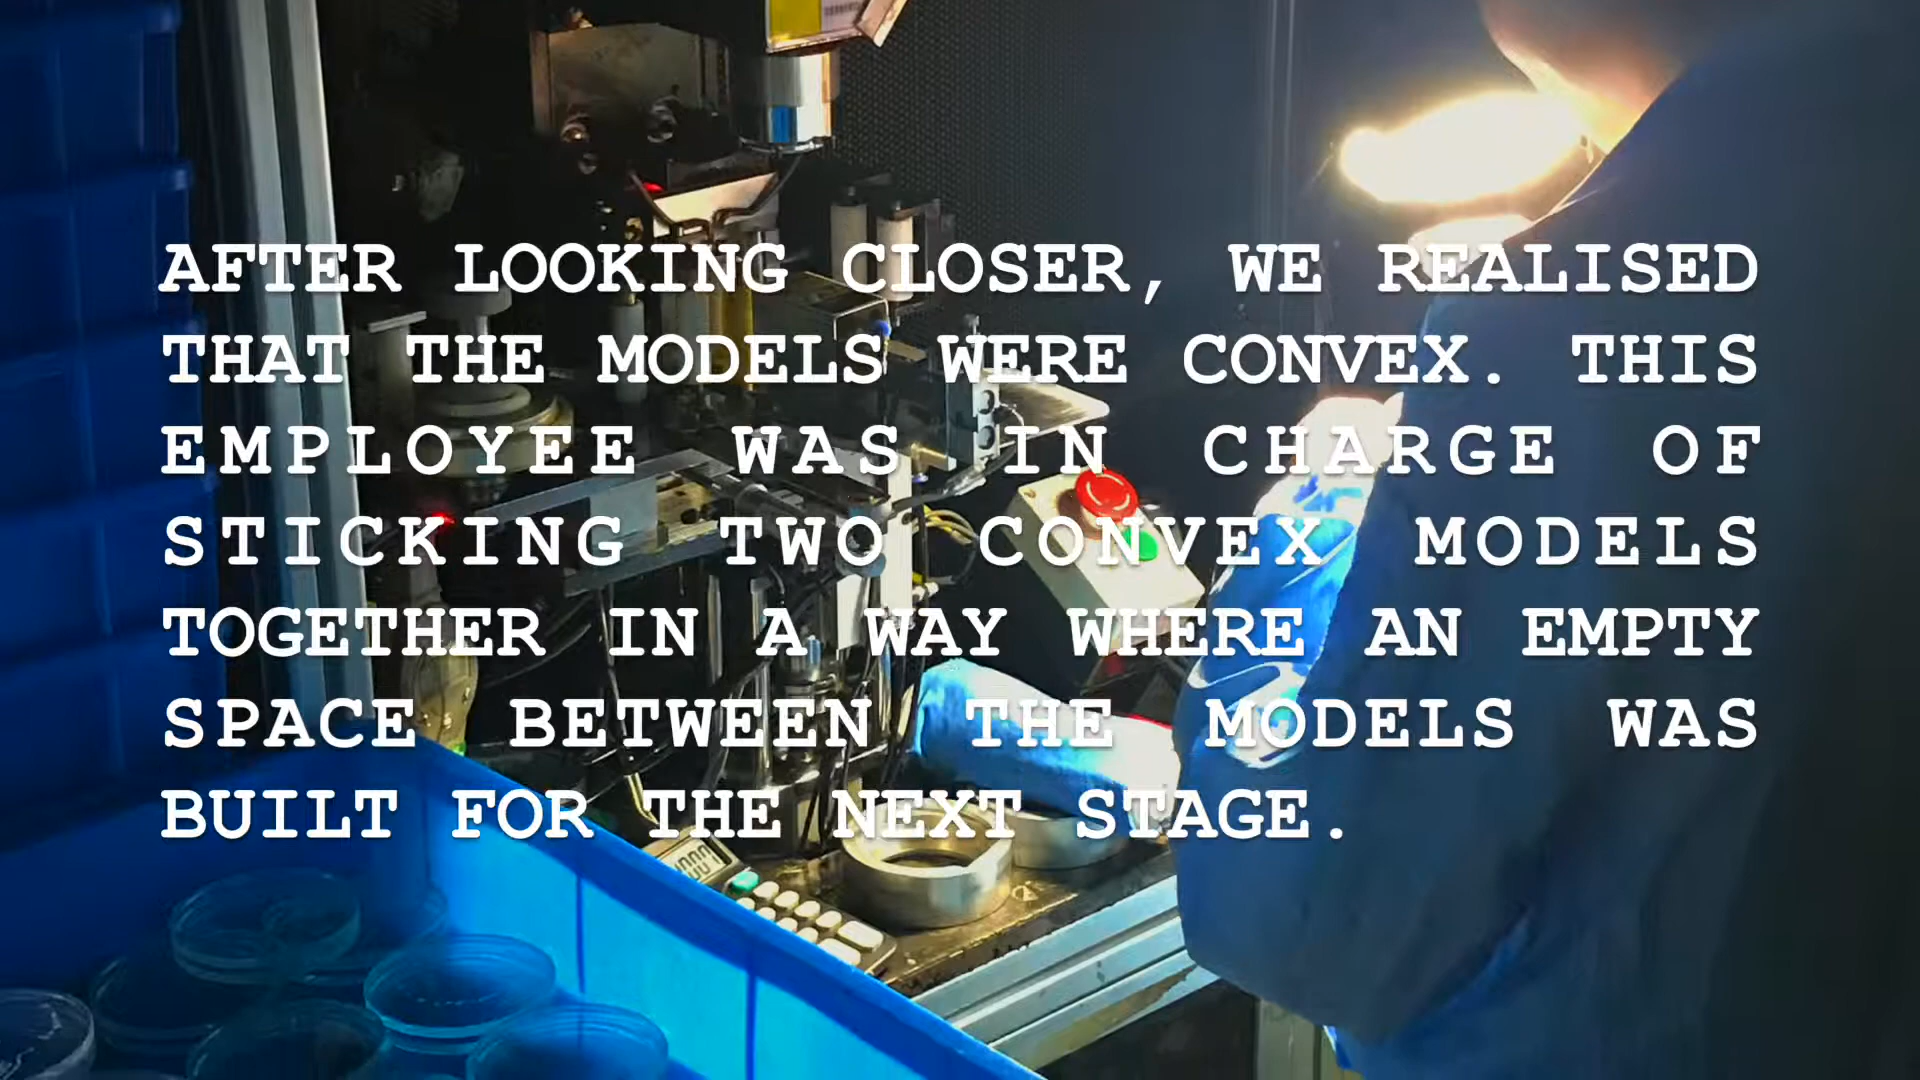 AFTER LOOKING CLOSER, WE REALISED
THAT THE MODELS WERE CONVEX. THIS
EMPLOYEE WAS IN CHARGE OF
STICKING TWO CONVEX MODELS
TOGETHER IN A WAY WHERE AN EMPTY
SPACE BETWEEN THE MODELS WAS
BUILT FOR THE NEXT STAGE.